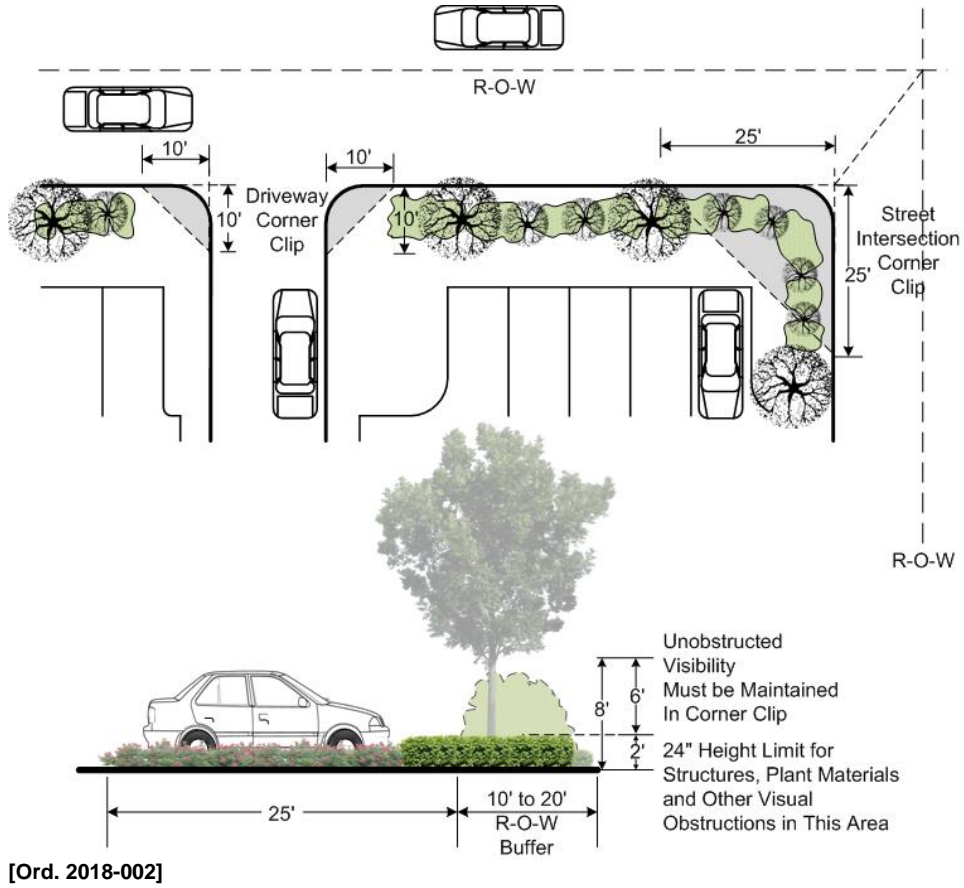 R-O-W
10'
10'
25'
Driveway
Corner
Clip
10'
10'
Street
Intersection
Corner
Clip
25'
R-O-W
Unobstructed
Visibility
Must be Maintained
In Corner Clip
6'
8'
2'
24" Height Limit for
Structures, Plant Materials
and Other Visual
Obstructions in This Area
25'
10' to 20'
R-O-W
Buffer
[Ord. 2018-002]